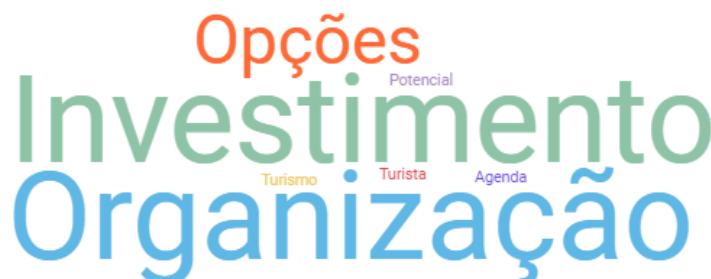 Opções
Potencial
Investimento
Turismo Turista Agenda
Organização